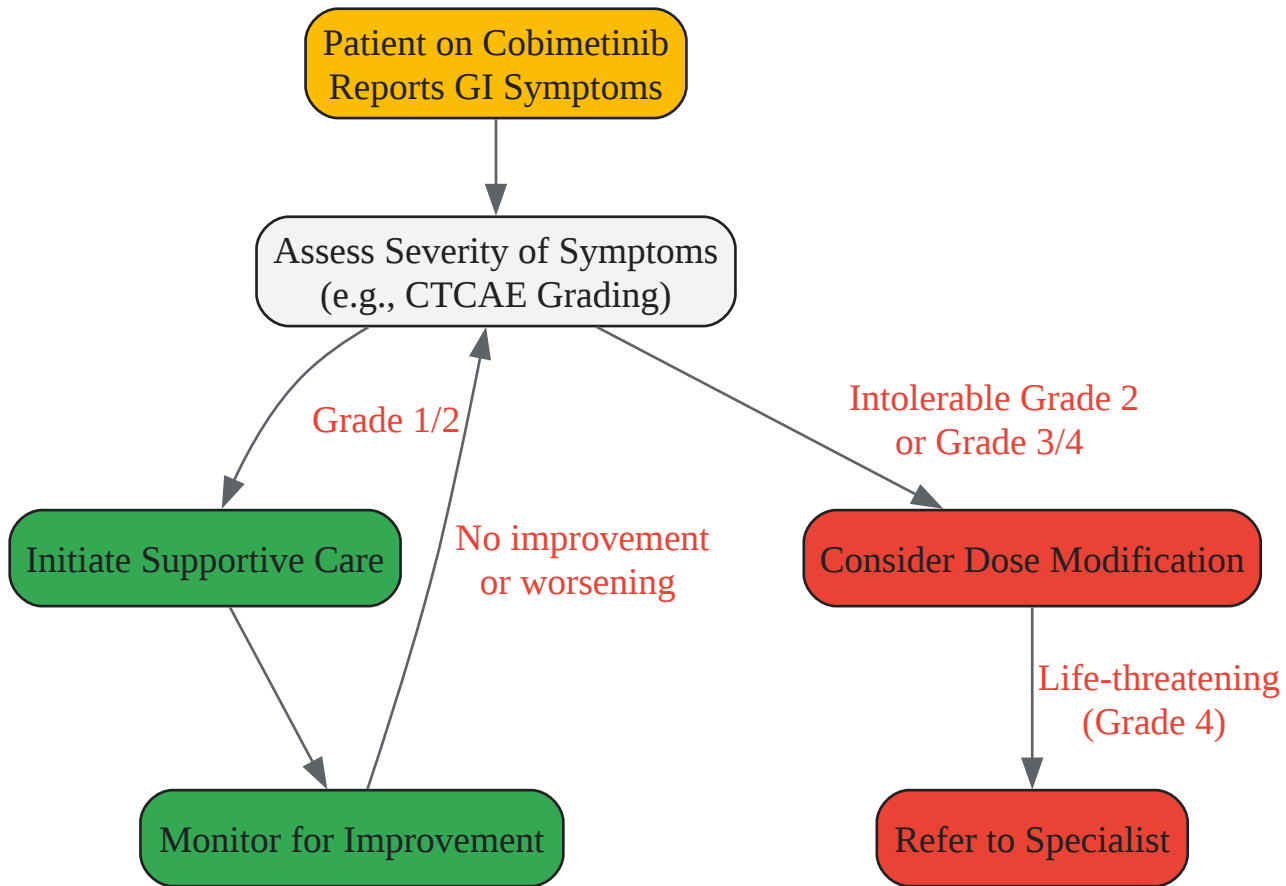 Patient on Cobimetinib
Reports GI Symptoms
Assess Severity of Symptoms
(e.g., CTCAE Grading)
Grade 1/2
Intolerable Grade 2
or Grade 3/4
Initiate Supportive Care
No improvement
or worsening
Consider Dose Modification
Life-threatening
(Grade 4)
Monitor for Improvement
Refer to Specialist